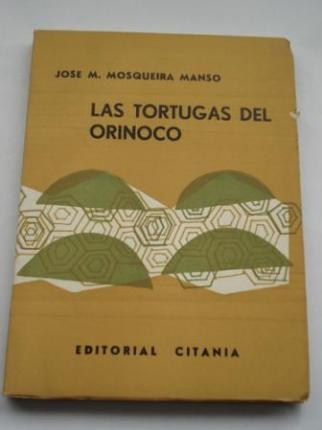 JOSE M. MOSQUEIRA MANSO
LAS TORTUGAS DEL
ORINOCO
EDITORIAL CITANIA